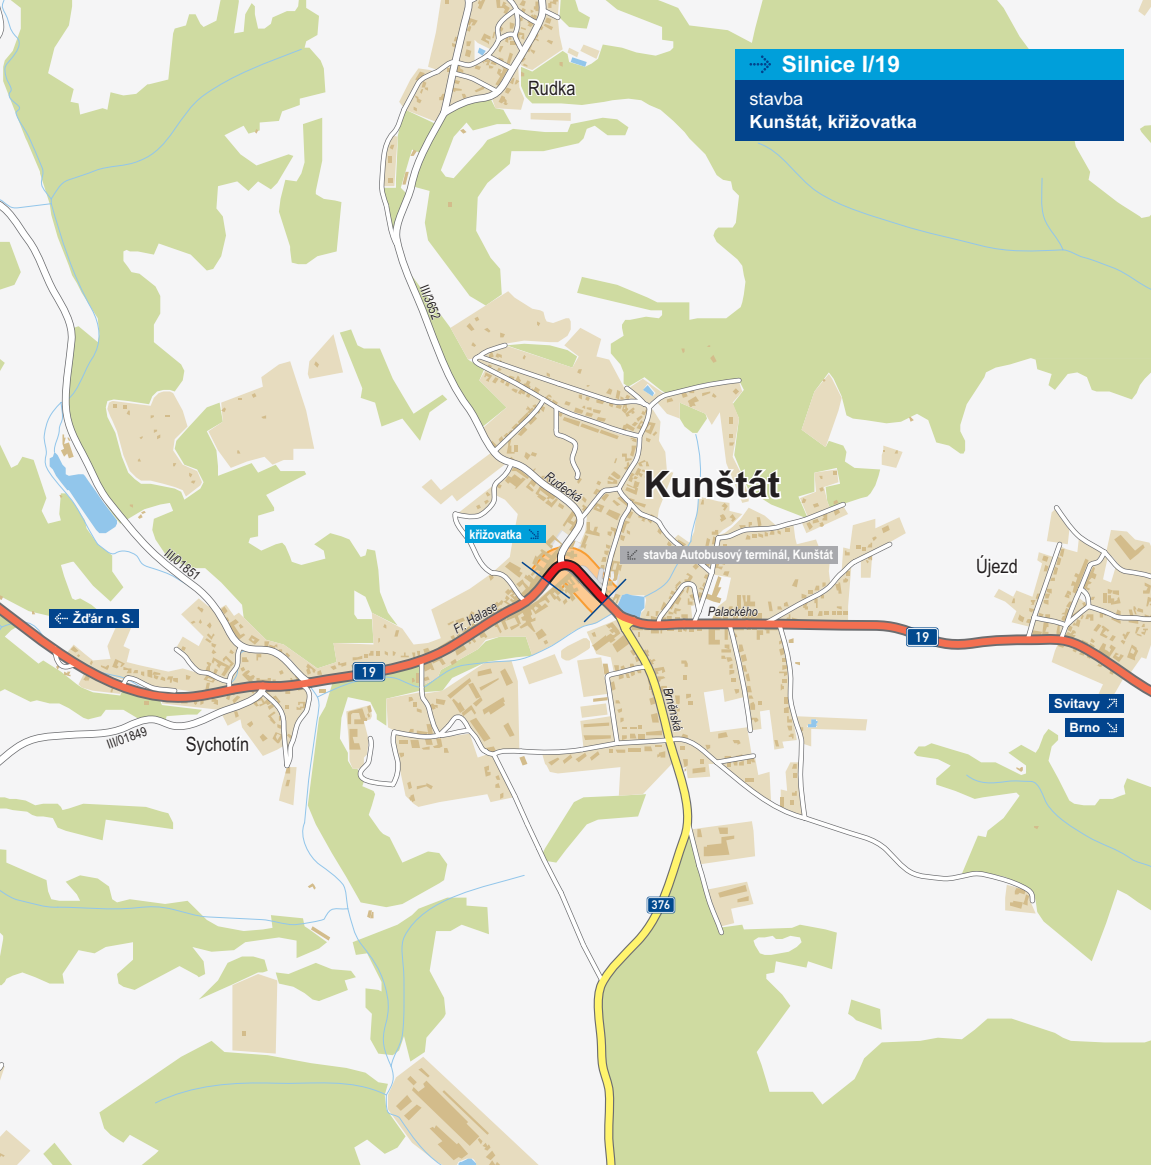 Silnice I/19
stavba
Kunštát, křižovatka
Rudka
III/3652
Rudecká
Kunštát
křižovatka
stavba Autobusový terminál, Kunštát
III/01851
Újezd
Fr. Halase
Palackého
Žďár n. S.
19
19
Brněnská
Svitavy
Brno
III/01849
Sychotín
376